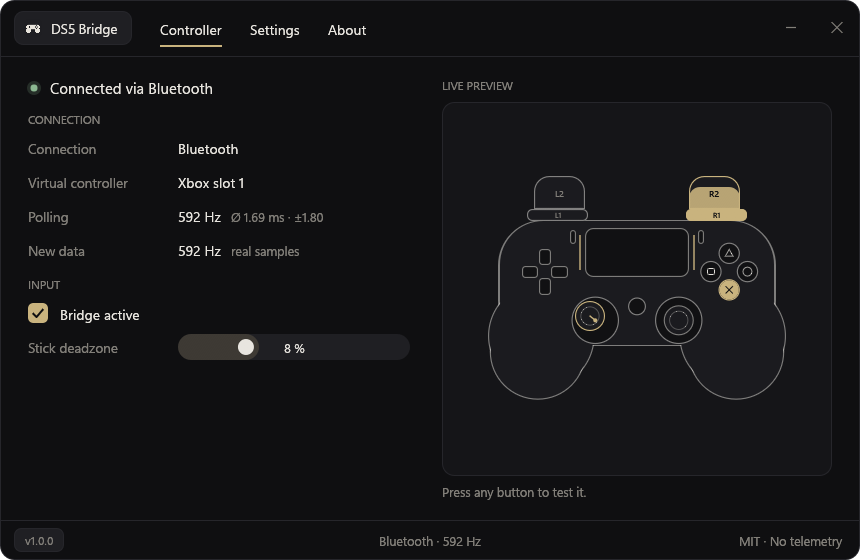 DS5 Bridge
Controller
Settings
About
Connected via Bluetooth
CONNECTION
Connection Bluetooth
Virtual controller Xbox slot 1
Polling 592 Hz Ø 1.69 ms · ±1.80
New data 592 Hz real samples
INPUT
Bridge active
Stick deadzone 8 %
LIVE PREVIEW
L2
R2
L1
R1
Press any button to test it.
v1.0.0
Bluetooth · 592 Hz
MIT · No telemetry